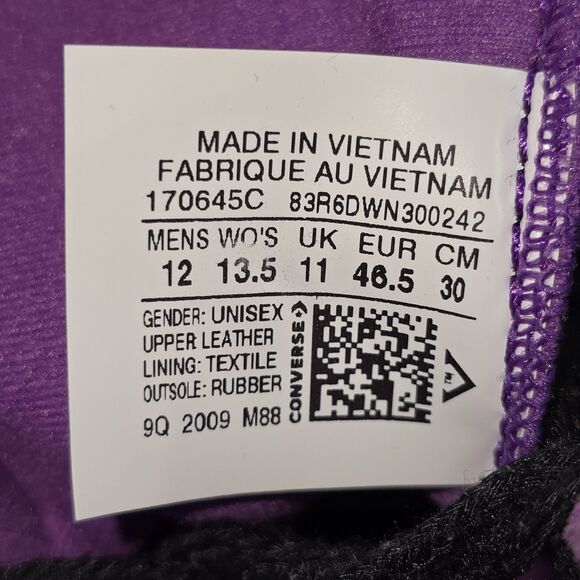 MADE IN VIETNAM
FABRIQUE AU VIETNAM
170645C 83R6DWN300242
MENS WO'S UK EUR CM
12 13.5 11 46.5 30
GENDER: UNISEX
UPPER LEATHER
LINING: TEXTILE
OUTSOLE: RUBBER
9Q 2009 M88
CONVERSE